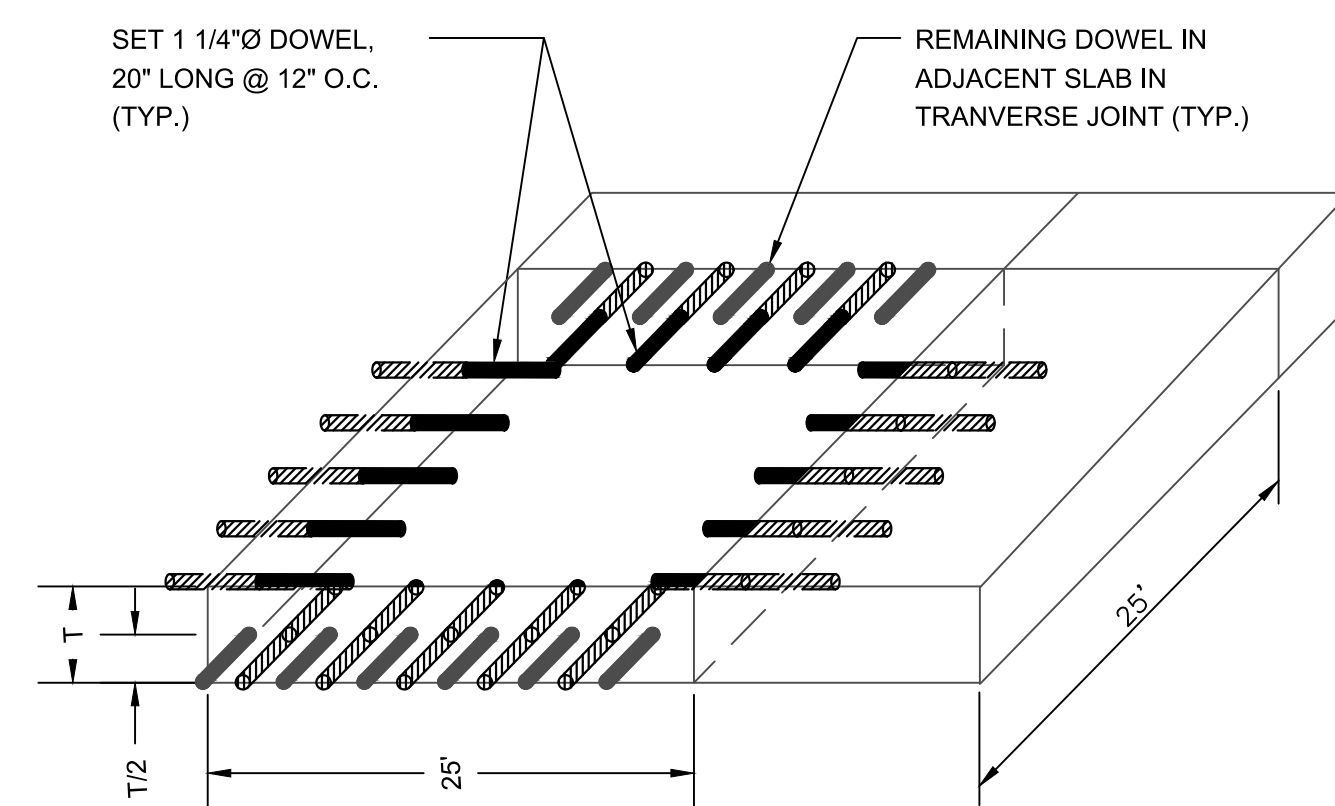 SET 1 1/4"Ø DOWEL,
20" LONG @ 12" O.C.
(TYP.)
REMAINING DOWEL IN
ADJACENT SLAB IN
TRANVERSE JOINT (TYP.)
T
T/2
25'
25'